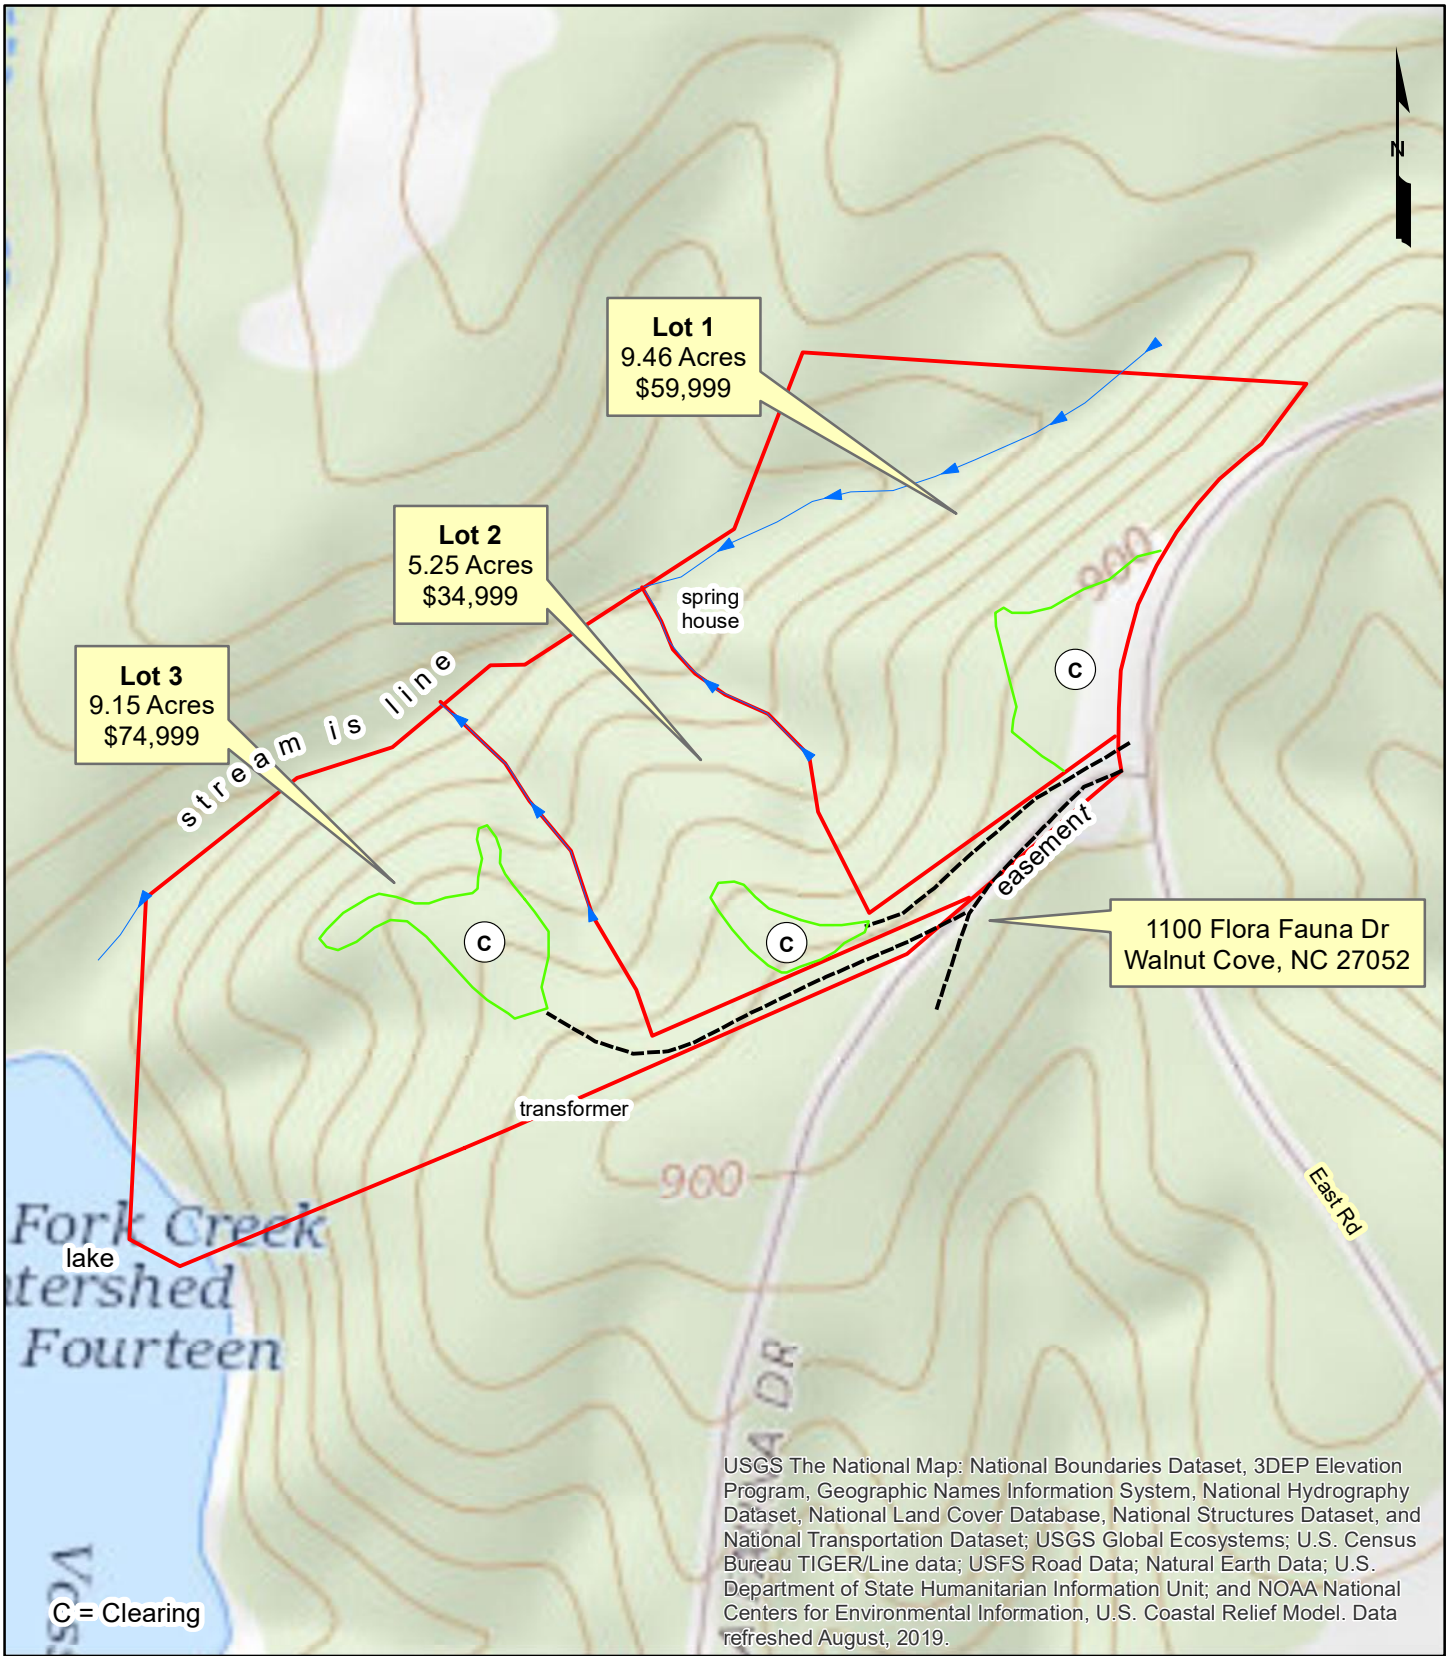 N
Lot 1
9.46 Acres
$59,999
Lot 2
5.25 Acres
$34,999
900
spring
house
C
Lot 3
9.15 Acres
$74,999
stream is line
easement
C
C
1100 Flora Fauna Dr
Walnut Cove, NC 27052
transformer
900
East Rd
Fork Creek
lake
tershed
Fourteen
DR
USGS The National Map: National Boundaries Dataset, 3DEP Elevation
Program, Geographic Names Information System, National Hydrography
Dataset, National Land Cover Database, National Structures Dataset, and
National Transportation Dataset; USGS Global Ecosystems; U.S. Census
Bureau TIGER/Line data; USFS Road Data; Natural Earth Data; U.S.
Department of State Humanitarian Information Unit; and NOAA National
Centers for Environmental Information, U.S. Coastal Relief Model. Data
refreshed August, 2019.
C = Clearing